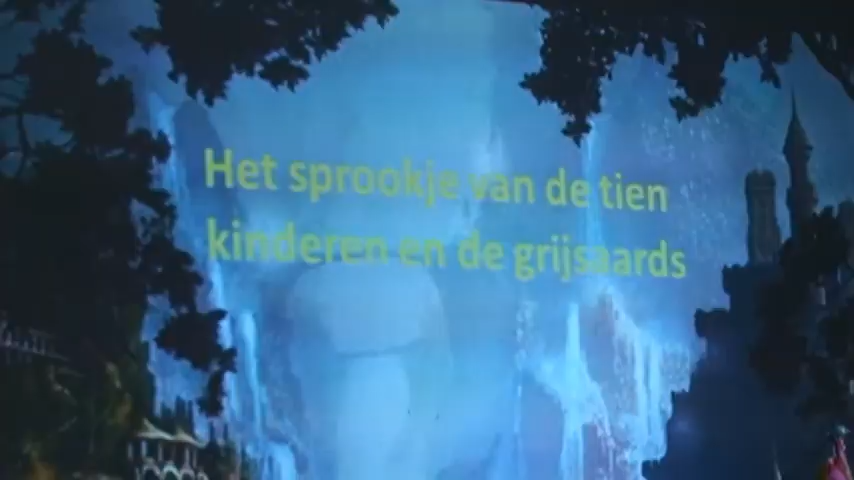 Het sprookje van de tien
kinderen en de grijsaards